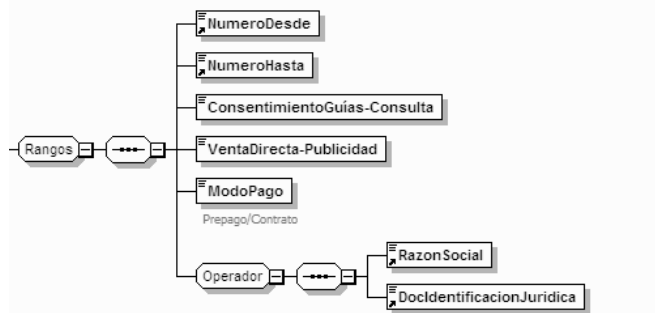 NumeroDesde
NumeroHasta
ConsentimientoGuías-Consulta
Rangos
VentaDirecta-Publicidad
ModoPago
Prepago/Contrato
RazonSocial
Operador
DocIdentificacionJuridica